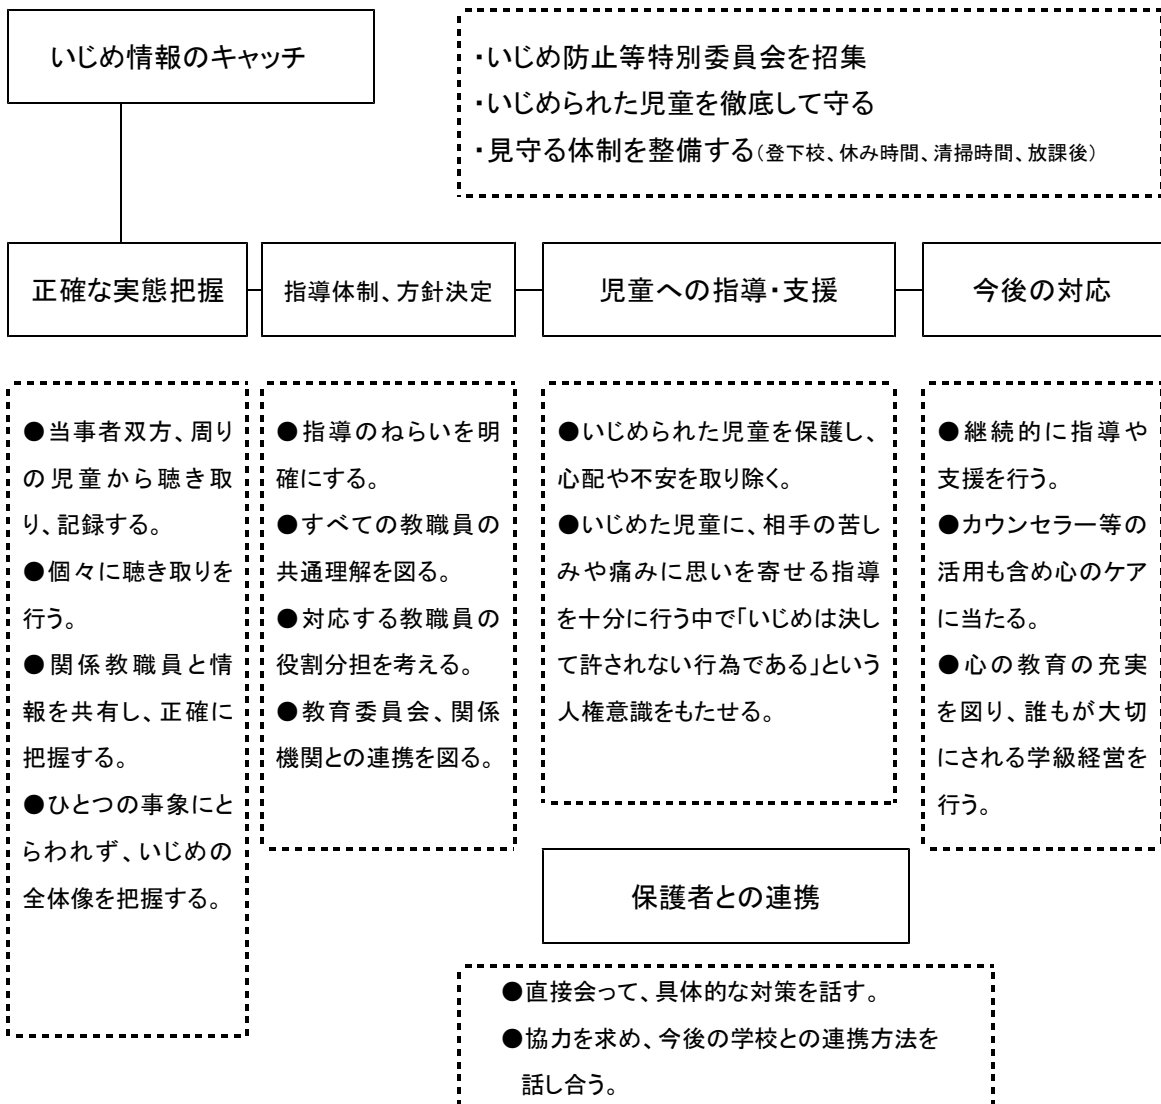 いじめ情報のキャッチ
・いじめ防止等特別委員会を招集
・いじめられた児童を徹底して守る
・見守る体制を整備する(登下校、休み時間、清掃時間、放課後)
正確な実態把握
指導体制、方針決定
児童への指導・支援
今後の対応
●当事者双方、周り
の児童から聴き取
り、記録する。
●個々に聴き取りを
行う。
●関係教職員と情
報を共有し、正確に
把握する。
●ひとつの事象にと
らわれず、いじめの
全体像を把握する。
●指導のねらいを明
確にする。
●すべての教職員の
共通理解を図る。
●対応する教職員の
役割分担を考える。
●教育委員会、関係
機関との連携を図る。
●いじめられた児童を保護し、
心配や不安を取り除く。
●いじめた児童に、相手の苦し
みや痛みに思いを寄せる指導
を十分に行う中で「いじめは決し
て許されない行為である」という
人権意識をもたせる。
●継続的に指導や
支援を行う。
●カウンセラー等の
活用も含め心のケア
に当たる。
●心の教育の充実
を図り、誰もが大切
にされる学級経営を
行う。
保護者との連携
●直接会って、具体的な対策を話す。
●協力を求め、今後の学校との連携方法を
話し合う。